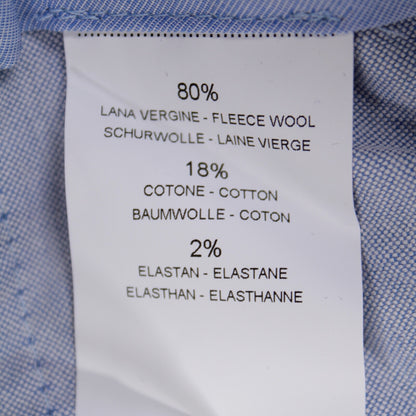 80%
LANA VERGINE - FLEECE WOOL
SCHURWOLLE - LAINE VIERGE
18%
COTONE - COTTON
BAUMWOLLE - COTON
2%
ELASTAN - ELASTANE
ELASTHAN - ELASTHANNE